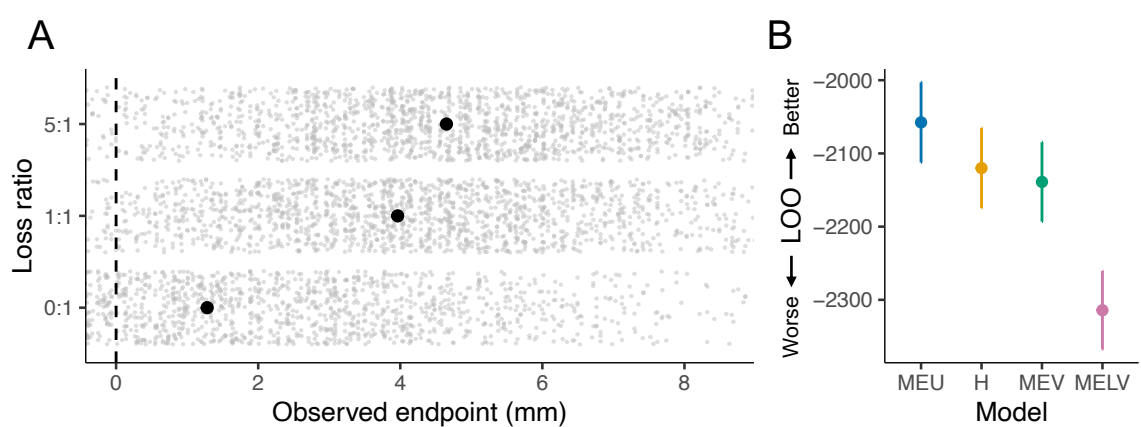 A
Loss ratio
5:1
1:1
0:1
0 2 4 6 8
Observed endpoint (mm)
B
Worse ← LOO → Better
−2000
−2100
−2200
−2300
MEU H MEV MELV
Model